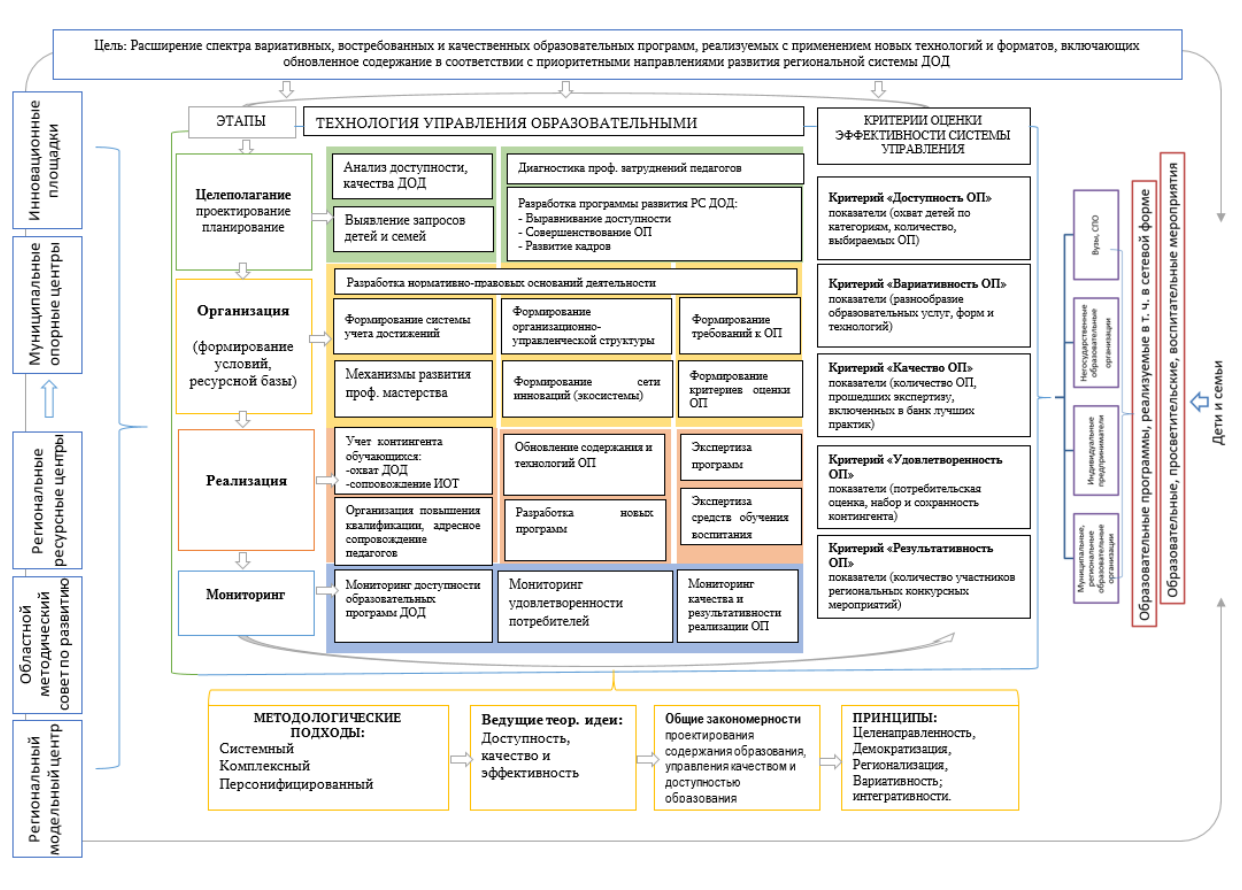 Цель: Расширение спектра вариативных, востребованных и качественных образовательных программ, реализуемых с применением новых технологий и форматов, включающих
обновленное содержание в соответствии с приоритетными направлениями развития региональной системы ДОД
Инновационные
площадки
Муниципальные
опорные центры
Региональные
ресурсные центры
Областной
методический
совет по развитию
Региональный
модельный центр
ЭТАПЫ
ТЕХНОЛОГИЯ УПРАВЛЕНИЯ ОБРАЗОВАТЕЛЬНЫМИ
КРИТЕРИИ ОЦЕНКИ
ЭФФЕКТИВНОСТИ СИСТЕМЫ
УПРАВЛЕНИЯ
Целеполагание
проектирование
планирование
Анализ доступности,
качества ДОД
Выявление запросов
детей и семей
Диагностика проф. затруднений педагогов
Разработка программы развития РС ДОД:
- Выравнивание доступности
- Совершенствование ОП
- Развитие кадров
Организация
(формирование
условий,
ресурсной базы)
Разработка нормативно-правовых оснований деятельности
Формирование системы
учета достижений
Формирование
организационно-
управленческой структуры
Формирование
требований к ОП
Механизмы развития
проф. мастерства
Формирование сети
инноваций (экосистемы)
Формирование
критериев оценки
ОП
Реализация
Учет контингента
обучающихся:
-охват ДОД
-сопровождение ИОТ
Обновление содержания и
технологий ОП
Экспертиза
программ
Организация повышения
квалификации, адресное
сопровождение
педагогов
Разработка новых
программ
Экспертиза
средств обучения
воспитания
Мониторинг
Мониторинг доступности
образовательных
программ ДОД
Мониторинг
удовлетворенности
потребителей
Мониторинг
качества и
результативности
реализации ОП
Критерий «Доступность ОП»
показатели (охват детей по
категориям, количество,
выбираемых ОП)
Критерий «Вариативность ОП»
показатели (разнообразие
образовательных услуг, форм и
технологий)
Критерий «Качество ОП»
показатели (количество ОП,
прошедших экспертизу,
включенных в банк лучших
практик)
Критерий «Удовлетворенность
ОП»
показатели (потребительская
оценка, набор и сохранность
контингента)
Критерий «Результативность
ОП»
показатели (количество участников
региональных конкурсных
мероприятий)
Вузы, СПО
Негосударственные
образовательные
организации
Индивидуальные
предприниматели
Муниципальные,
региональные
образовательные
организации
Образовательные программы, реализуемые в т. ч. в сетевой форме
Образовательные, просветительские, воспитательные мероприятия
Дети и семьи
МЕТОДОЛОГИЧЕСКИЕ
ПОДХОДЫ:
Системный
Комплексный
Персонифицированный
Ведущие теор. идеи:
Доступность,
качество и
эффективность
Общие закономерности
проектирования
содержания образования,
управления качеством и
доступностью
образования
ПРИНЦИПЫ:
Целенаправленность,
Демократизация,
Регионализация,
Вариативность;
интегративности.